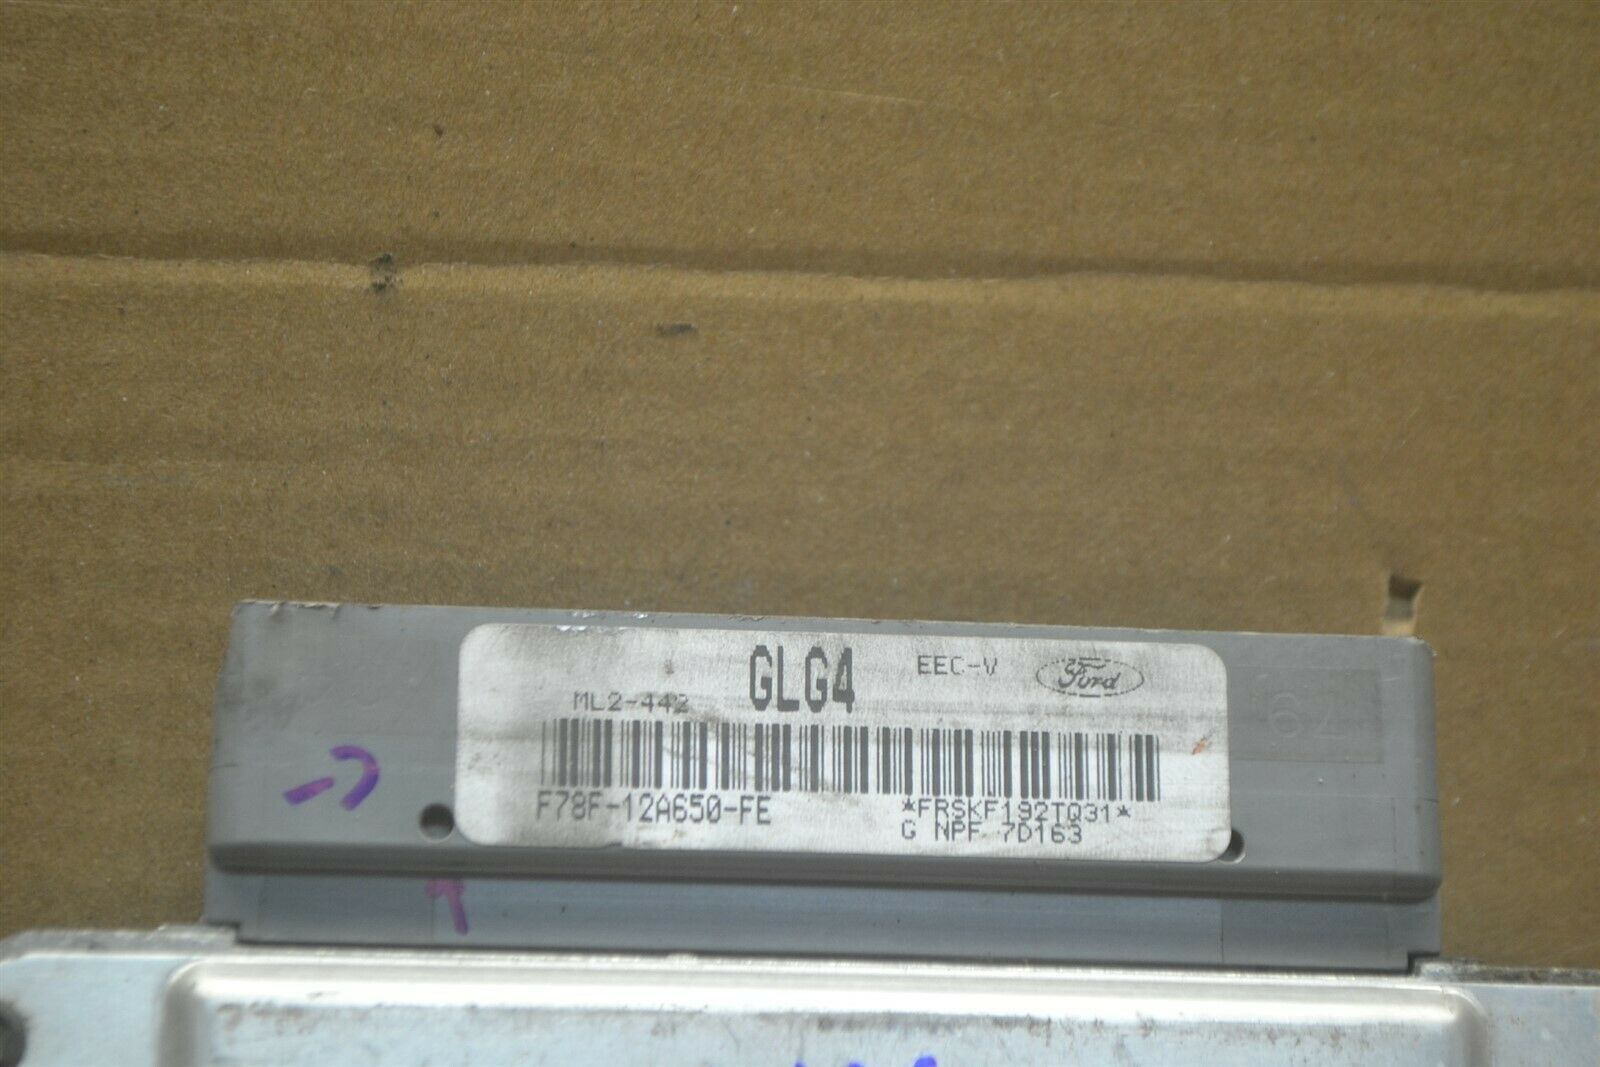 GLG4 EEC-V Ford
ML2-442
F78F-12A650-FE *FRSKF192TQ31*
G NPF 7D163